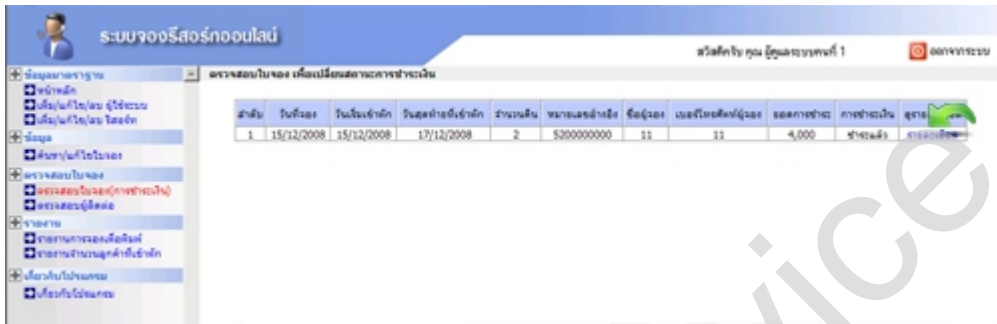 ระบบจองรีสอร์ทออนไลน์
สวัสดีครับ คุณ ผู้ดูแลระบบคนที่ 1
ออกจากระบบ
ข้อมูลมาตราฐาน
หน้าหลัก
เพิ่ม/แก้ไข/ลบ ผู้ใช้ระบบ
เพิ่ม/แก้ไข/ลบ รีสอร์ท
ข้อมูล
ค้นหา/แก้ไขใบจอง
ตรวจสอบใบจอง
ตรวจสอบใบจอง(การชำระเงิน)
ตรวจสอบผู้ติดต่อ
รายงาน
รายงานการจองเพื่อพิมพ์
รายงานจำนวนลูกค้าที่เข้าพัก
เกี่ยวกับโปรแกรม
เกี่ยวกับโปรแกรม
ตรวจสอบใบจอง เพื่อเปลี่ยนสถานะการชำระเงิน
ลำดับ วันที่จอง วันเริ่มเข้าพัก วันสุดท้ายที่เข้าพัก จำนวนคืน หมายเลขอ้างอิง ชื่อผู้จอง เบอร์โทรศัพท์ผู้จอง ยอดการชำระ การชำระเงิน ดูราย
1 15/12/2008 15/12/2008 17/12/2008 2 5200000000 11 11 4,000 ชำระแล้ว รายละเอียด
vice